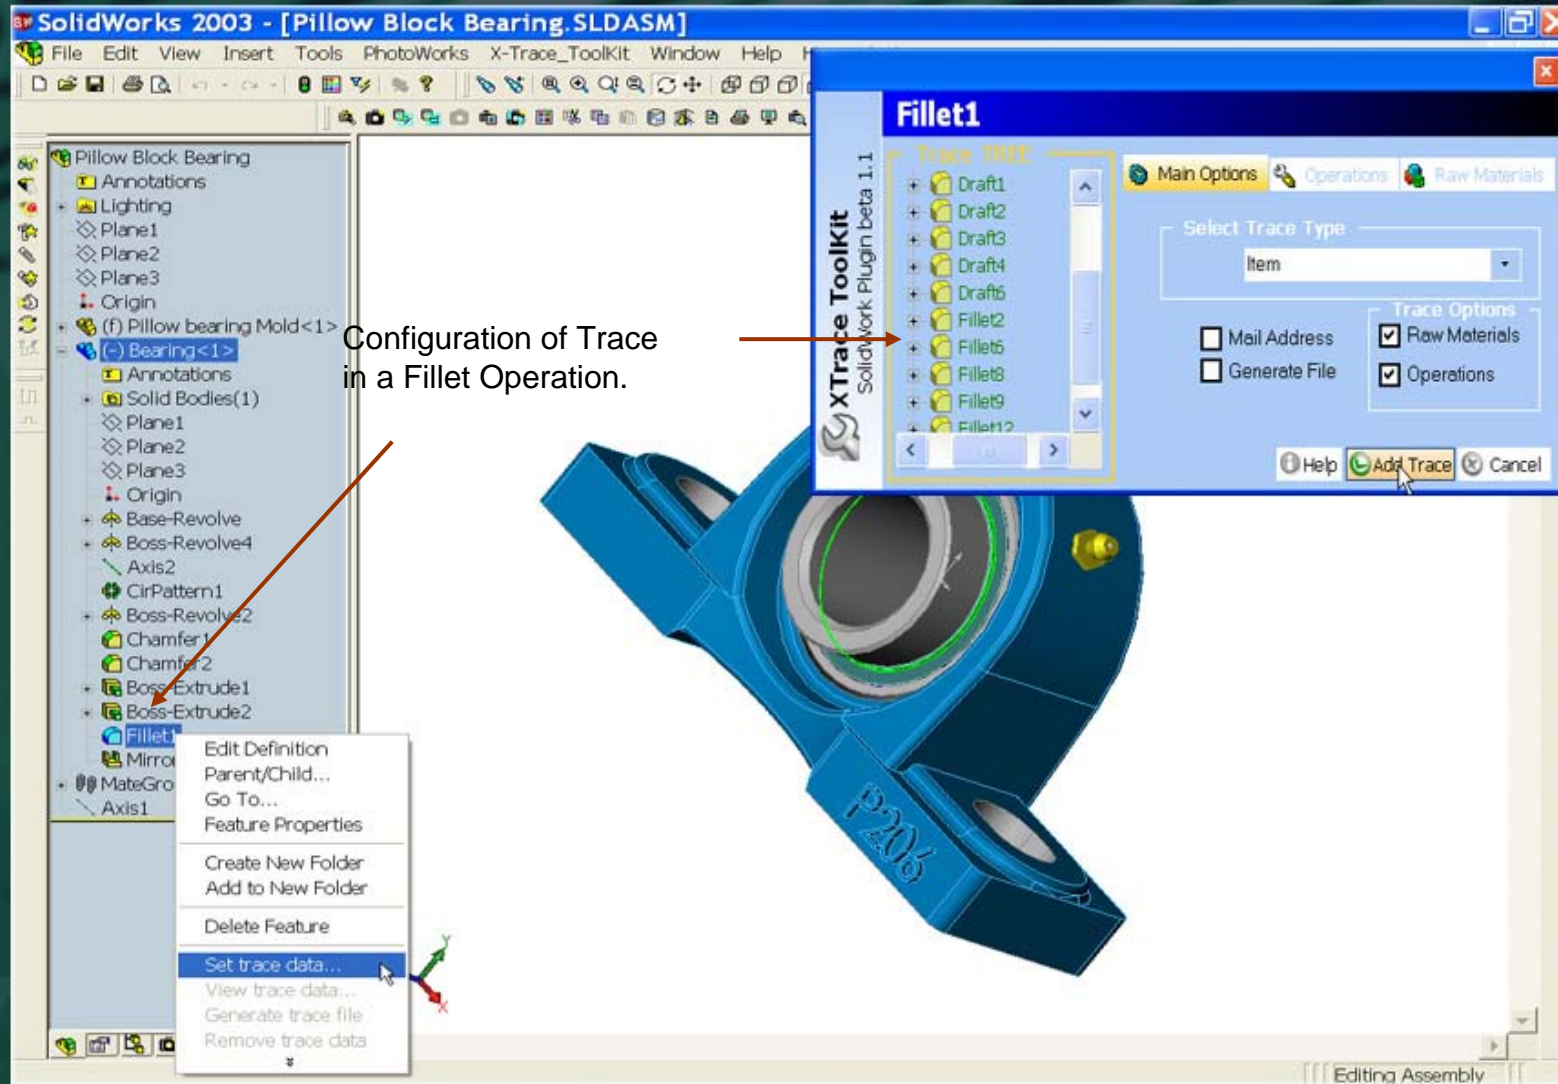 SolidWorks 2003 - [Pillow Block Bearing.SLDASM]
File Edit View Insert Tools PhotoWorks X-Trace_ToolKit Window Help H
Pillow Block Bearing
Annotations
Lighting
Plane1
Plane2
Plane3
Origin
(f) Pillow bearing Mold<1>
(-) Bearing<1>
Annotations
Solid Bodies(1)
Plane1
Plane2
Plane3
Origin
Base-Revolve
Boss-Revolve4
Axis2
CirPattern1
Boss-Revolve2
Chamfer1
Chamfer2
Boss-Extrude1
Boss-Extrude2
Fillet1
Mirro
MateGro
Axis1
Edit Definition
Parent/Child...
Go To...
Feature Properties
Create New Folder
Add to New Folder
Delete Feature
Set trace data...
View trace data...
Generate trace file
Remove trace data
Configuration of Trace
in a Fillet Operation.
XTrace ToolKit
SolidWork Plugin beta 1.1
Fillet1
Trace TREE
Draft1
Draft2
Draft3
Draft4
Draft6
Fillet2
Fillet6
Fillet8
Fillet9
Fillet12
Main Options Operations Raw Materials
Select Trace Type
Item
Trace Options
Mail Address Raw Materials
Generate File Operations
Help Add Trace Cancel
P206
Y
X
Editing Assembly